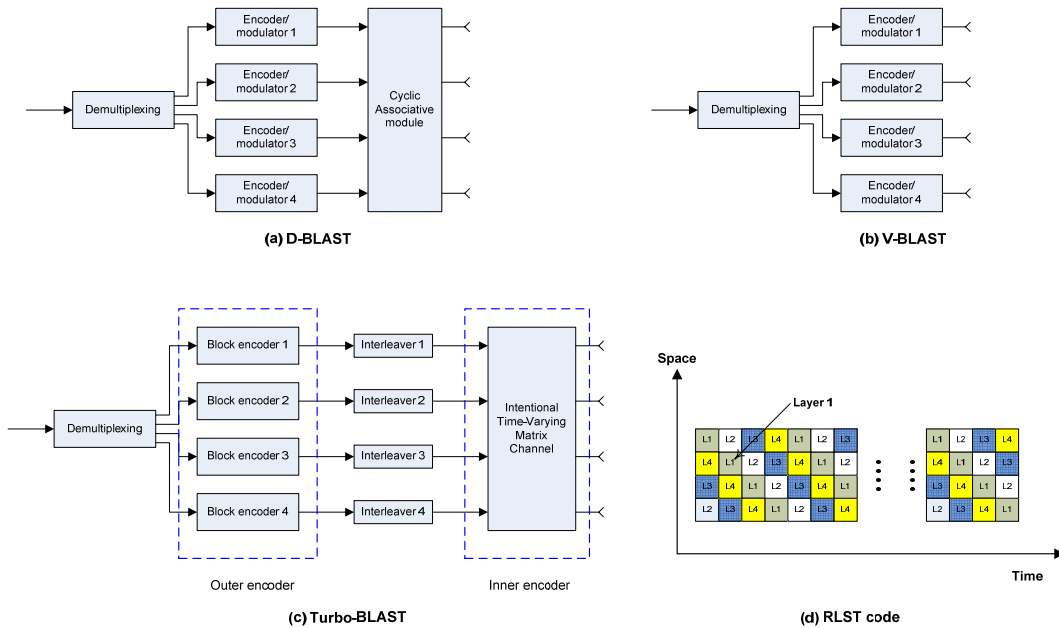 Demultiplexing
Encoder/
modulator 1
Encoder/
modulator 2
Encoder/
modulator 3
Encoder/
modulator 4
Cyclic
Associative
module
(a) D-BLAST
Demultiplexing
Encoder/
modulator 1
Encoder/
modulator 2
Encoder/
modulator 3
Encoder/
modulator 4
(b) V-BLAST
Demultiplexing
Block encoder 1
Block encoder 2
Block encoder 3
Block encoder 4
Interleaver 1
Interleaver 2
Interleaver 3
Interleaver 4
Intentional
Time-Varying
Matrix
Channel
Outer encoder
Inner encoder
(c) Turbo-BLAST
Space
Layer 1
L1 L2 L3 L4 L1 L2 L3 L1 L2 L3 L4
L4 L1 L2 L3 L4 L1 L2 L4 L1 L2 L3
L3 L4 L1 L2 L3 L4 L1 L3 L4 L1 L2
L2 L3 L4 L1 L2 L3 L4 L2 L3 L4 L1
Time
(d) RLST code